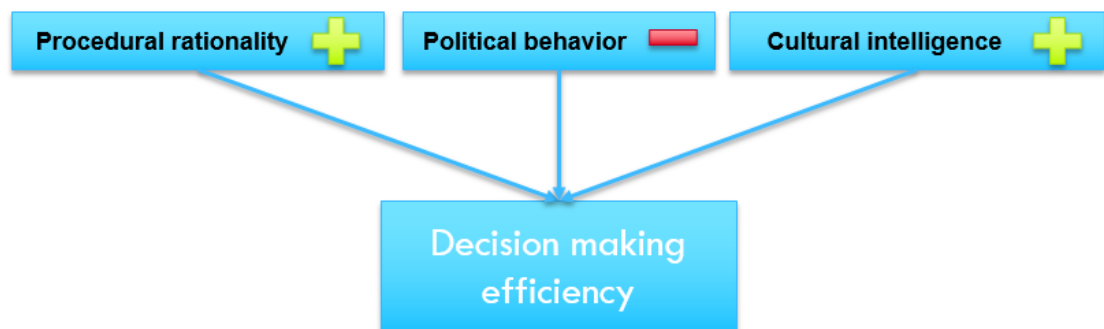 Procedural rationality
Political behavior
Cultural intelligence
Decision making
efficiency